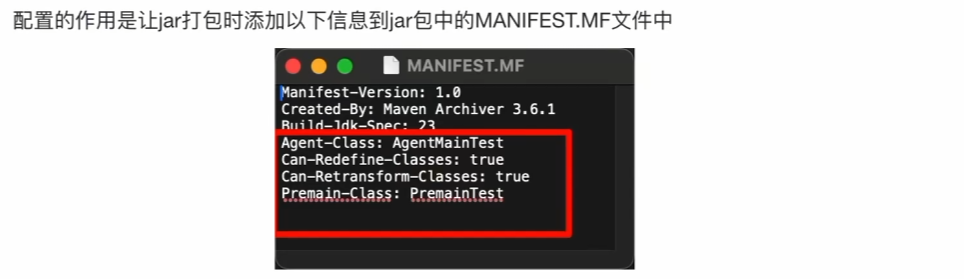 配置的作用是让jar打包时添加以下信息到jar包中的MANIFEST.MF文件中
MANIFEST.MF
Manifest-Version: 1.0
Created-By: Maven Archiver 3.6.1
Build-Jdk-Spec: 23
Agent-Class: AgentMainTest
Can-Redefine-Classes: true
Can-Retransform-Classes: true
Premain-Class: PremainTest